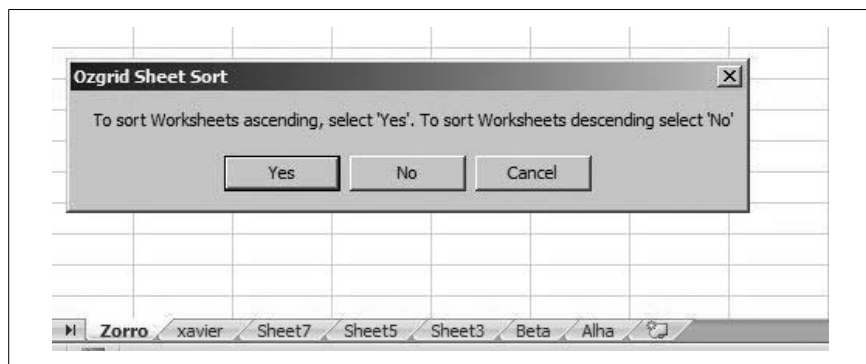 Ozgrid Sheet Sort
To sort Worksheets ascending, select 'Yes'. To sort Worksheets descending select 'No'
Yes No Cancel
Zorro xavier Sheet7 Sheet5 Sheet3 Beta Alha